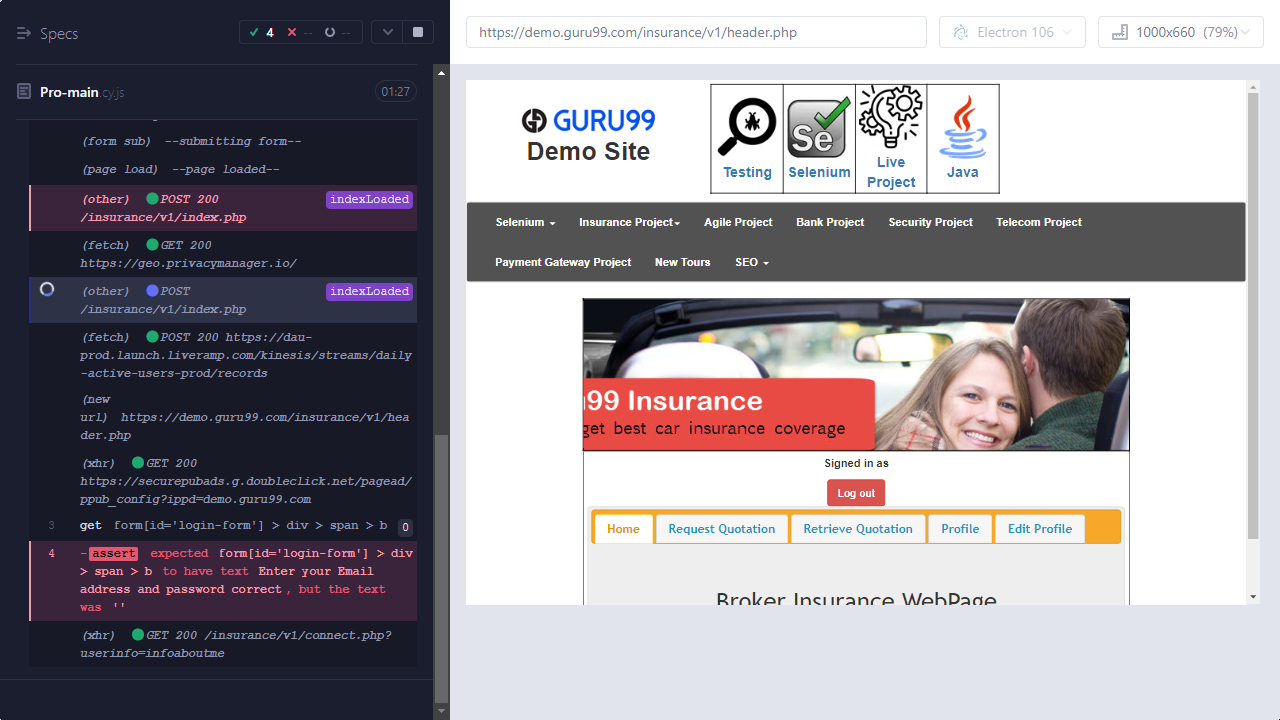 Specs
4
--
--
Pro-main.cy.js
01:27
(form sub) --submitting form--
(page load) --page loaded--
(other) POST 200
/insurance/v1/index.php
indexLoaded
(fetch) GET 200
https://geo.privacymanager.io/
(other) POST
/insurance/v1/index.php
indexLoaded
(fetch) POST 200 https://dau-
prod.launch.liveramp.com/kinesis/streams/daily
-active-users-prod/records
(new
url) https://demo.guru99.com/insurance/v1/hea
der.php
(xhr) GET 200
https://securepubads.g.doubleclick.net/pagead/
ppub_config?ippd=demo.guru99.com
3 get form[id='login-form'] > div > span > b 0
4 -assert expected form[id='login-form'] > div
> span > b to have text Enter your Email
address and password correct, but the text
was ''
(xhr) GET 200 /insurance/v1/connect.php?
userinfo=infoaboutme
https://demo.guru99.com/insurance/v1/header.php
Electron 106
1000x660 (79%)
GURU99
Demo Site
Testing
Se
Selenium
Live
Project
Java
Selenium
Insurance Project
Agile Project
Bank Project
Security Project
Telecom Project
Payment Gateway Project
New Tours
SEO
99 Insurance
get best car insurance coverage
Signed in as
Log out
Home
Request Quotation
Retrieve Quotation
Profile
Edit Profile
Broker Insurance WebPage